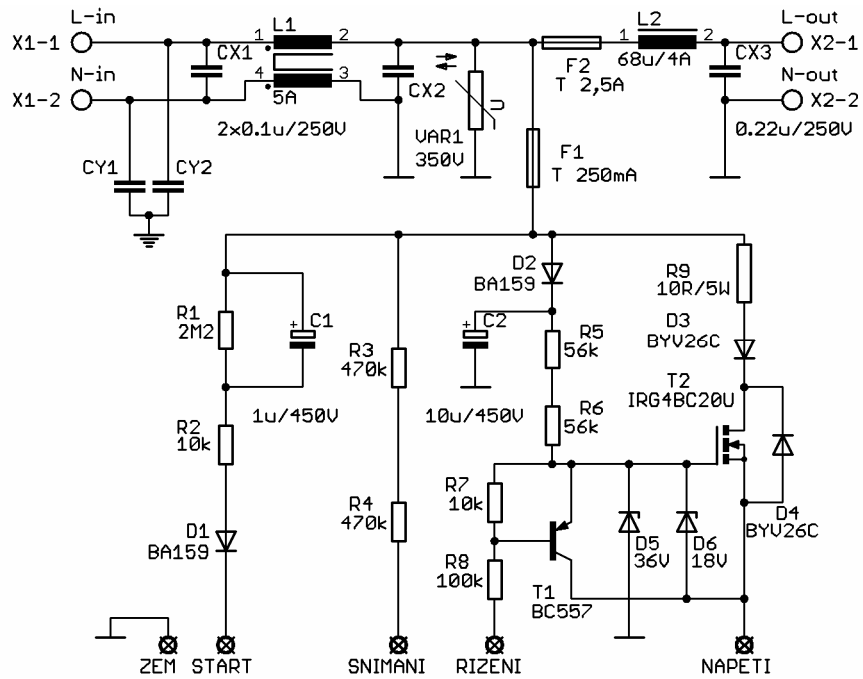 L-in
L1
L2
L-out
X1-1
1
2
1
2
X2-1
CX1
CX3
N-in
4
3
CX2
F2
68u/4A
N-out
X1-2
5A
U
T 2,5A
X2-2
2x0.1u/250V
VAR1
350V
F1
T 250mA
0.22u/250V
CY1
CY2
D2
BA159
R9
10R/5W
R1
2M2
C1
C2
R5
56k
D3
BYV26C
R3
470k
T2
IRG4BC20U
1u/450V
10u/450V
R6
56k
R2
10k
R7
10k
R4
470k
D4
BYV26C
D1
BA159
D5
36V
D6
18V
R8
100k
T1
BC557
ZEM
START
SNIMANI
RIZENI
NAPETI